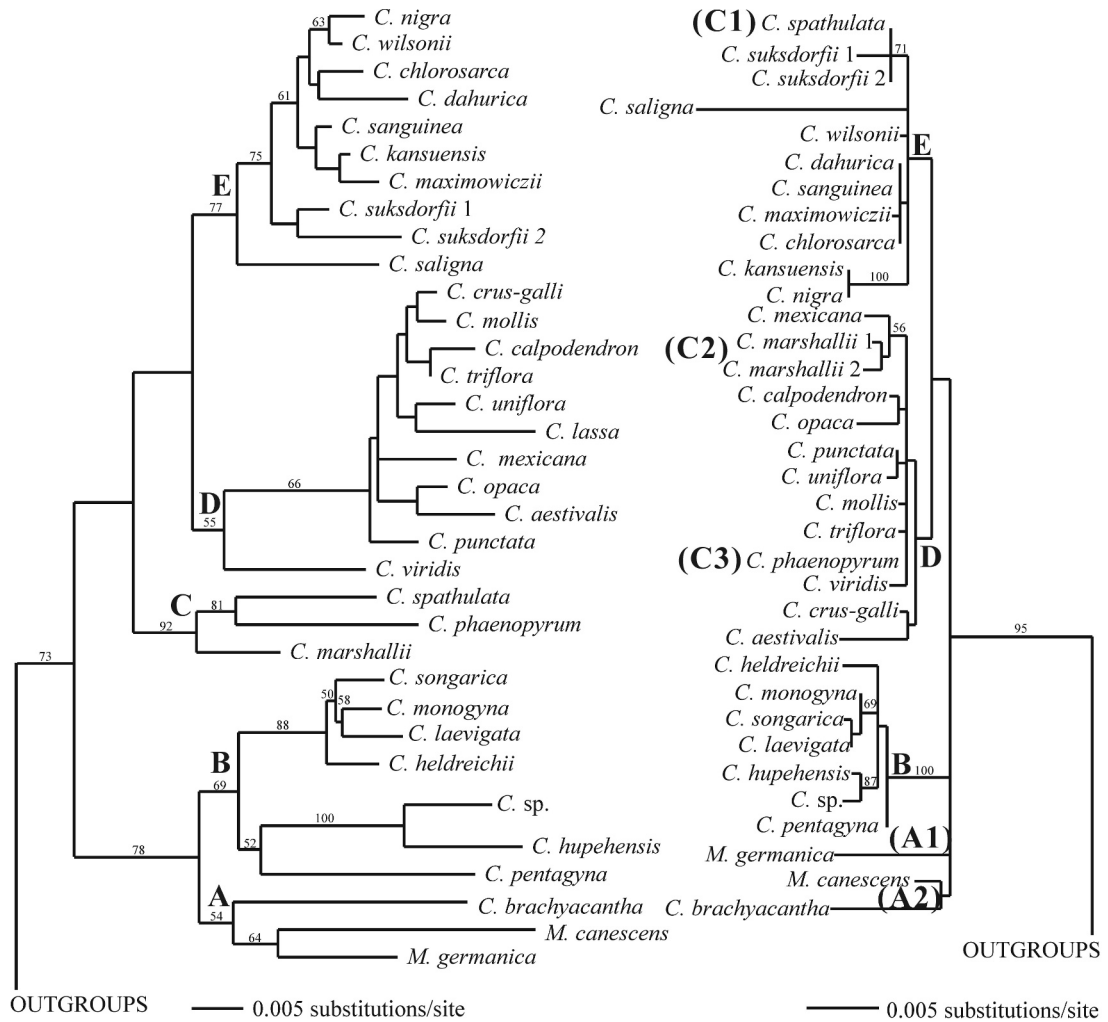 63
C. nigra
C. wilsonii
C. chlorosarca
61
C. dahurica
C. sanguinea
75
C. kansuensis
C. maximowiczii
E
77
C. suksdorfii 1
C. suksdorfii 2
C. saligna
C. crus-galli
C. mollis
C. calpodendron
C. triflora
C. uniflora
C. lassa
C. mexicana
66
C. opaca
D
55
C. aestivalis
C. punctata
C. viridis
C. spathulata
C
81
92
C. phaenopyrum
C. marshallii
73
C. songarica
50
58
C. monogyna
88
C. laevigata
B
69
C. heldreichii
C. sp.
100
52
C. hupehensis
78
C. pentagyna
A
54
C. brachyacantha
64
M. canescens
M. germanica
OUTGROUPS
0.005 substitutions/site
(C1)
C. spathulata
71
C. suksdorfii 1
C. suksdorfii 2
C. saligna
C. wilsonii
E
C. dahurica
C. sanguinea
C. maximowiczii
C. chlorosarca
C. kansuensis
100
C. nigra
C. mexicana
56
(C2)
C. marshallii 1
C. marshallii 2
C. calpodendron
C. opaca
C. punctata
C. uniflora
C. mollis
C. triflora
(C3)
C. phaenopyrum
D
C. viridis
C. crus-galli
C. aestivalis
95
C. heldreichii
C. monogyna
69
C. songarica
C. laevigata
C. hupehensis
87
B
100
C. sp.
C. pentagyna
(A1)
M. germanica
M. canescens
(A2)
C. brachyacantha
OUTGROUPS
0.005 substitutions/site